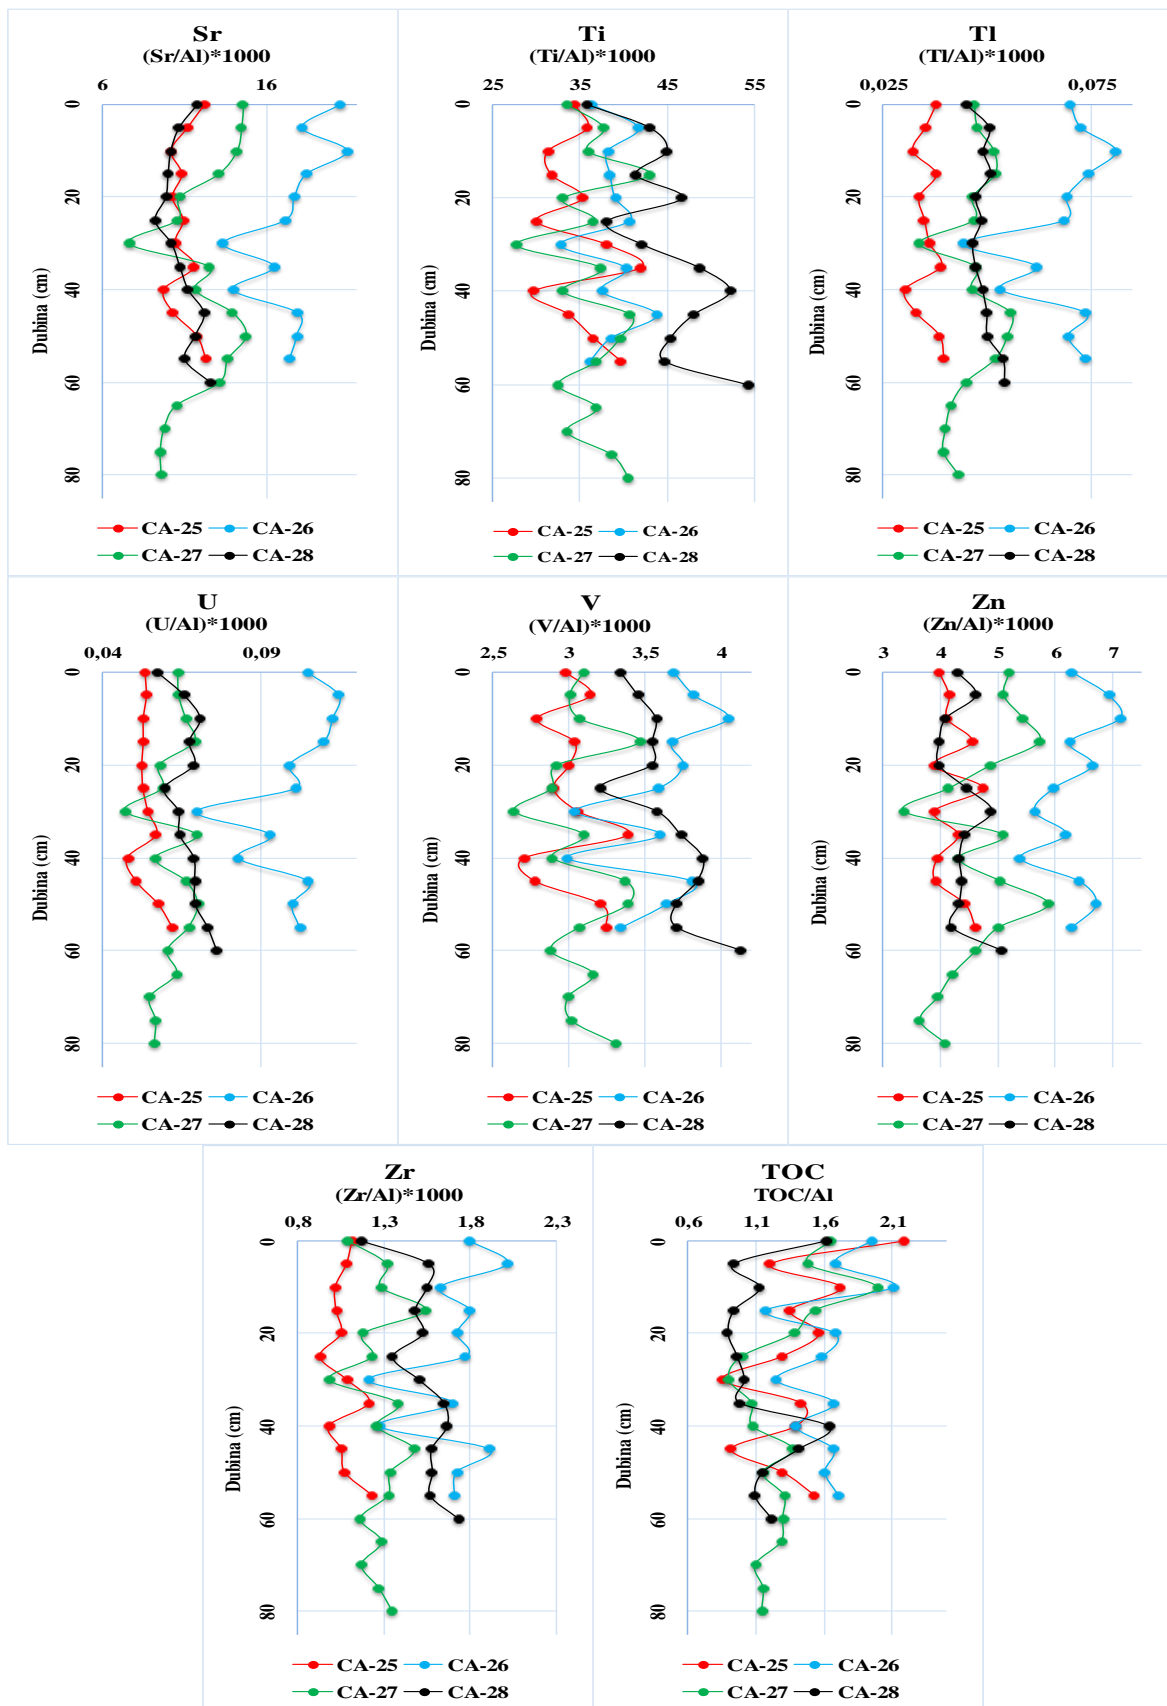 Sr
(Sr/Al)*1000
6 16
0
20
40
60
80
Dubina (cm)
CA-25 CA-26
CA-27 CA-28
Ti
(Ti/Al)*1000
25 35 45 55
0
20
40
60
80
Dubina (cm)
CA-25 CA-26
CA-27 CA-28
Tl
(Tl/Al)*1000
0,025 0,075
0
20
40
60
80
Dubina (cm)
CA-25 CA-26
CA-27 CA-28
U
(U/Al)*1000
0,04 0,09
0
20
40
60
80
Dubina (cm)
CA-25 CA-26
CA-27 CA-28
V
(V/Al)*1000
2,5 3 3,5 4
0
20
40
60
80
Dubina (cm)
CA-25 CA-26
CA-27 CA-28
Zn
(Zn/Al)*1000
3 4 5 6 7
0
20
40
60
80
Dubina (cm)
CA-25 CA-26
CA-27 CA-28
Zr
(Zr/Al)*1000
0,8 1,3 1,8 2,3
0
20
40
60
80
Dubina (cm)
CA-25 CA-26
CA-27 CA-28
TOC
TOC/Al
0,6 1,1 1,6 2,1
0
20
40
60
80
Dubina (cm)
CA-25 CA-26
CA-27 CA-28